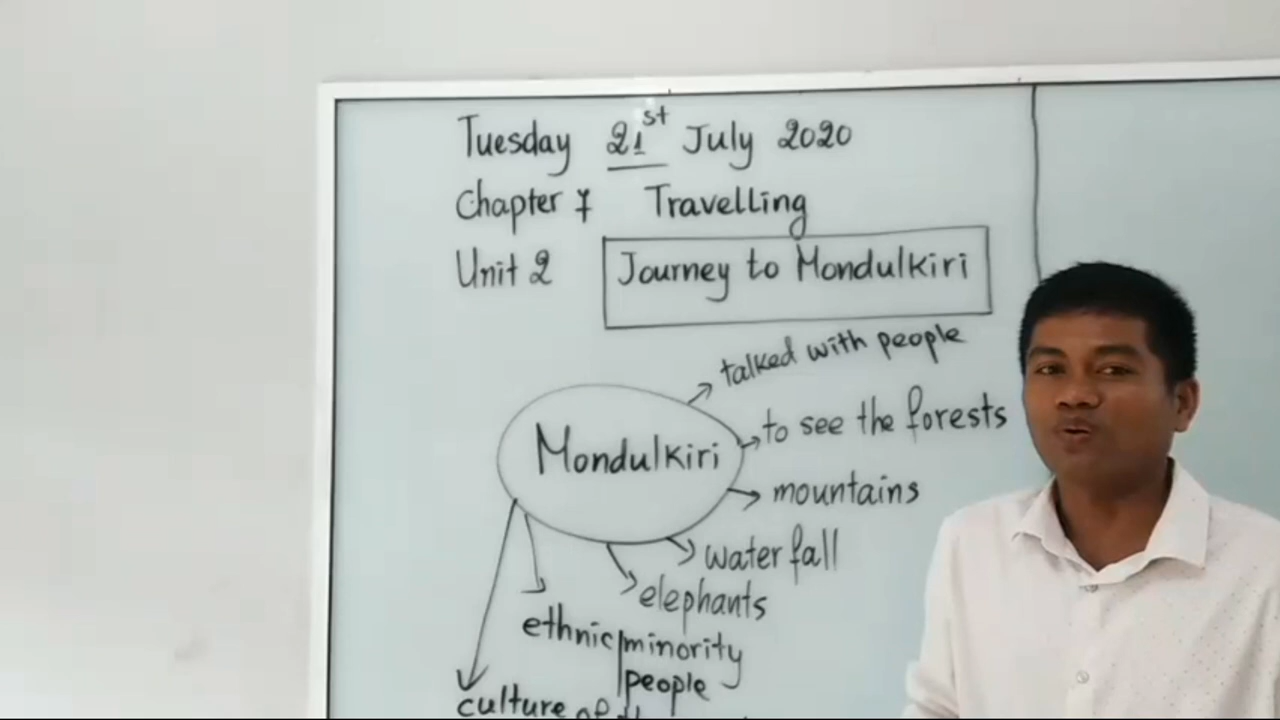 Tuesday 21st July 2020
Chapter 7 Travelling
Unit 2 Journey to Mondulkiri
talked with people
to see the forests
Mondulkiri
mountains
water fall
elephants
ethnic minority
people
culture of